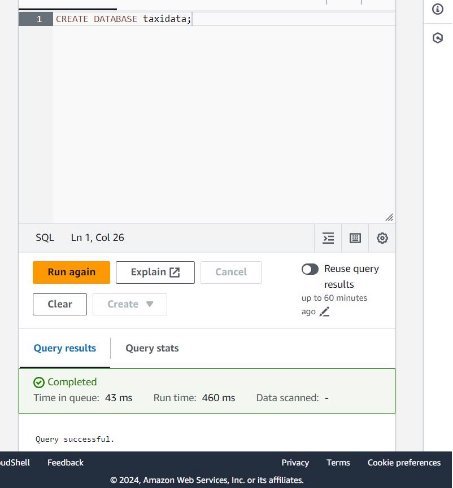 1 CREATE DATABASE taxidata;
SQL Ln 1, Col 26
Run again Explain Cancel
Reuse query
results
up to 60 minutes
ago
Clear Create
Query results Query stats
Completed
Time in queue: 43 ms Run time: 460 ms Data scanned: -
Query successful.
oudShell Feedback Privacy Terms Cookie preferences
© 2024, Amazon Web Services, Inc. or its affiliates.